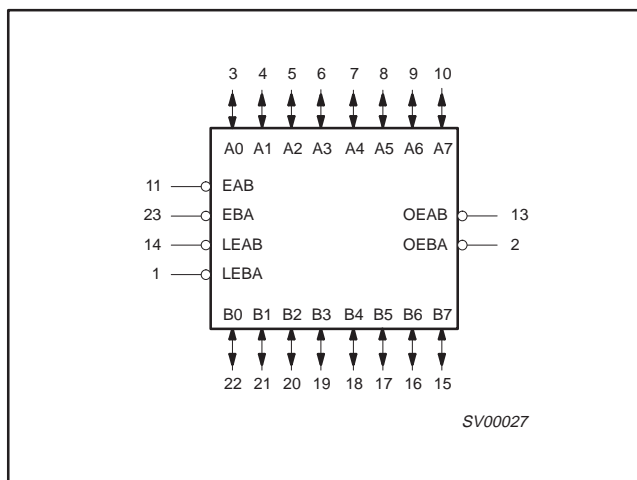 3 4 5 6 7 8 9 10
A0 A1 A2 A3 A4 A5 A6 A7
11 EAB
23 EBA OEAB 13
14 LEAB OEBA 2
1 LEBA
B0 B1 B2 B3 B4 B5 B6 B7
22 21 20 19 18 17 16 15
SV00027